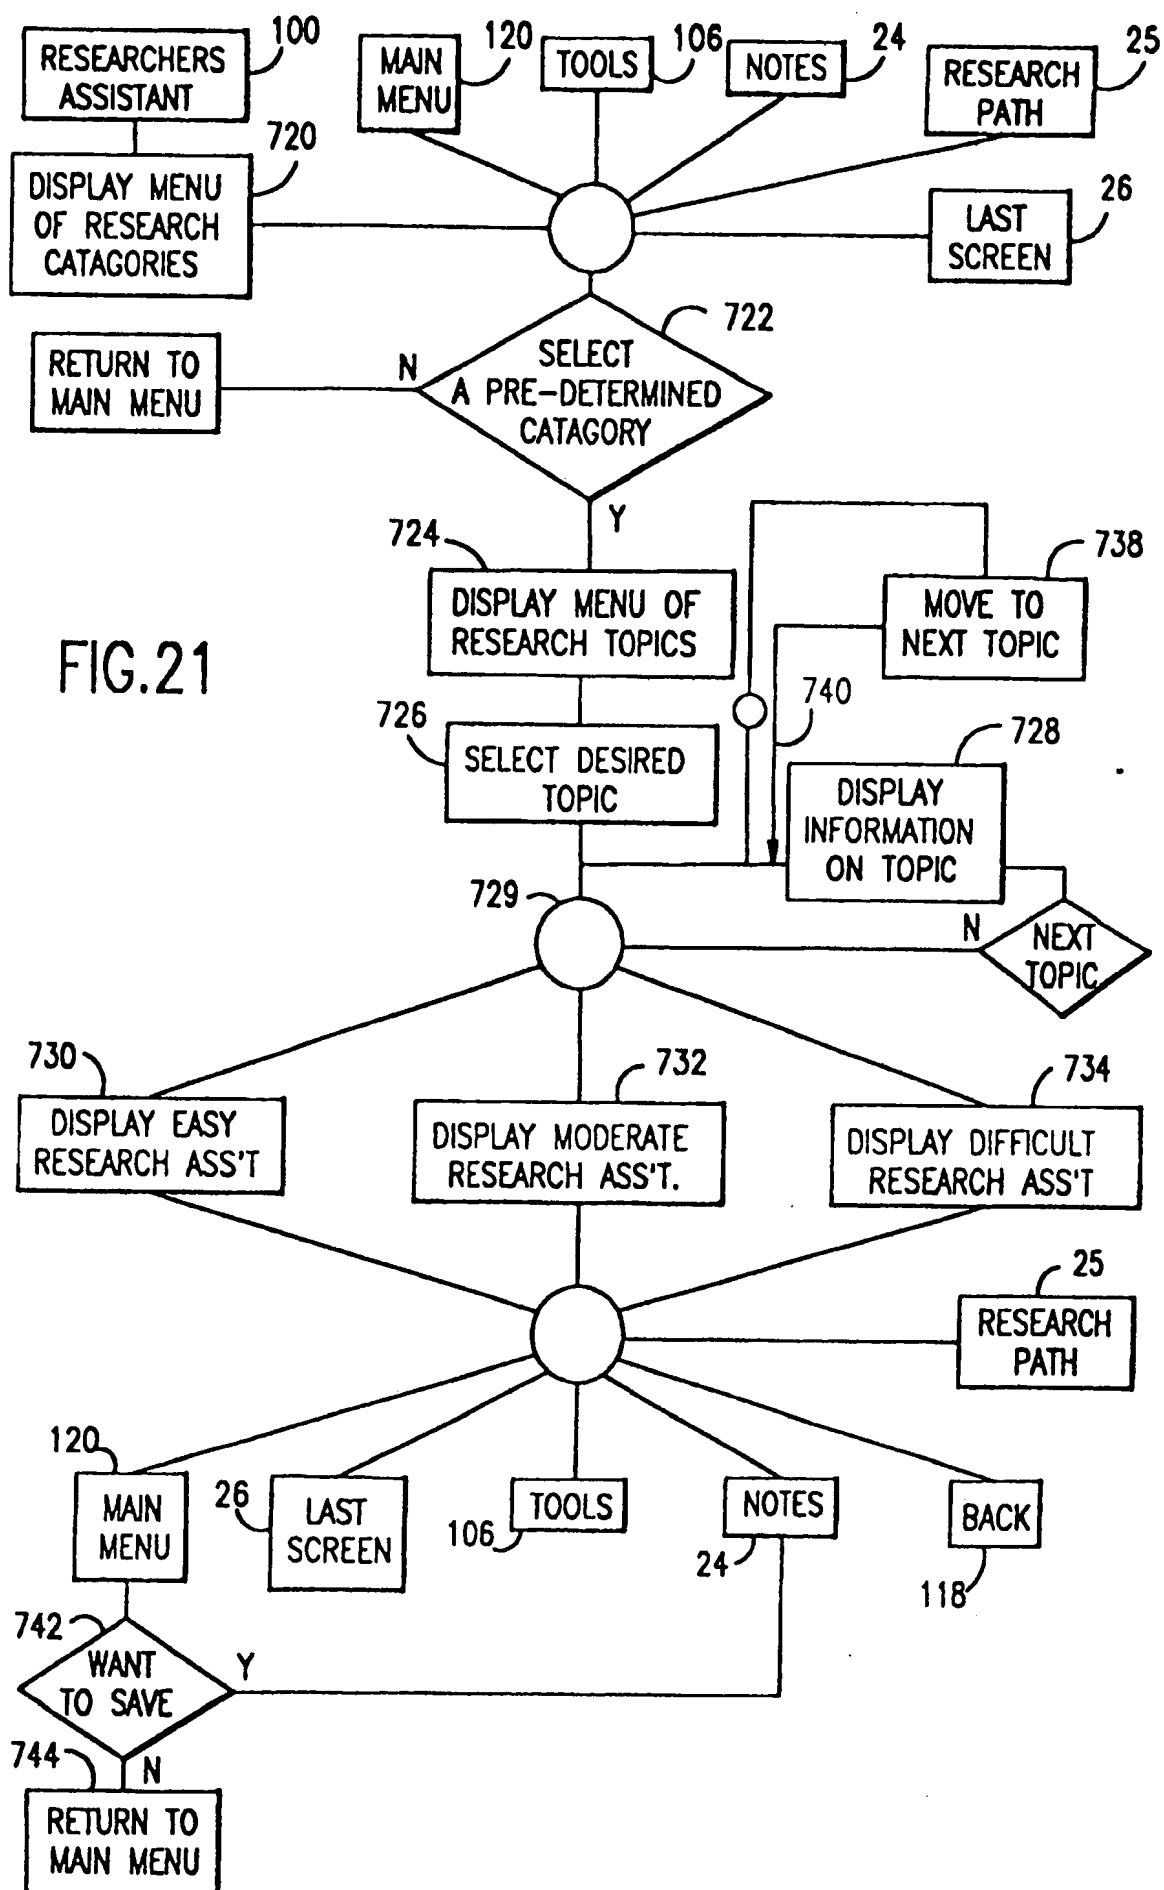 RESEARCHERS
ASSISTANT
100
MAIN
MENU
120
TOOLS
106
NOTES
24
RESEARCH
PATH
25
720
DISPLAY MENU
OF RESEARCH
CATAGORIES
LAST
SCREEN
26
722
SELECT
A PRE-DETERMINED
CATAGORY
N
RETURN TO
MAIN MENU
Y
724
DISPLAY MENU OF
RESEARCH TOPICS
738
MOVE TO
NEXT TOPIC
FIG.21
740
726
SELECT DESIRED
TOPIC
728
DISPLAY
INFORMATION
ON TOPIC
729
N
NEXT
TOPIC
730
DISPLAY EASY
RESEARCH ASS'T
732
DISPLAY MODERATE
RESEARCH ASS'T.
734
DISPLAY DIFFICULT
RESEARCH ASS'T
25
RESEARCH
PATH
120
MAIN
MENU
26
LAST
SCREEN
TOOLS
106
NOTES
24
BACK
118
742
WANT
TO SAVE
Y
744
N
RETURN TO
MAIN MENU